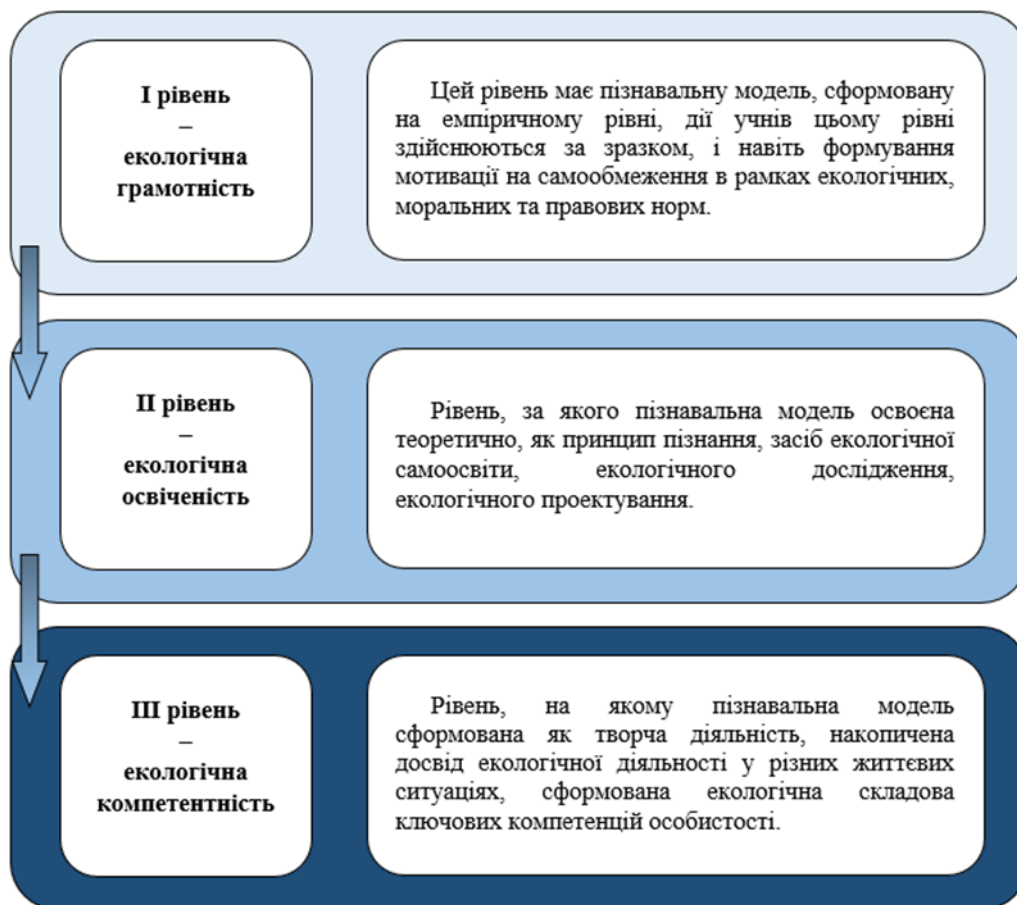 І рівень
–
екологічна
грамотність
Цей рівень має пізнавальну модель, сформовану
на емпіричному рівні, дії учнів цьому рівні
здійснюються за зразком, і навіть формування
мотивації на самообмеження в рамках екологічних,
моральних та правових норм.
ІІ рівень
–
екологічна
освіченість
Рівень, за якого пізнавальна модель освоєна
теоретично, як принцип пізнання, засіб екологічної
самоосвіти, екологічного дослідження,
екологічного проектування.
ІІІ рівень
–
екологічна
компетентність
Рівень, на якому пізнавальна модель
сформована як творча діяльність, накопичена
досвід екологічної діяльності у різних життєвих
ситуаціях, сформована екологічна складова
ключових компетенцій особистості.